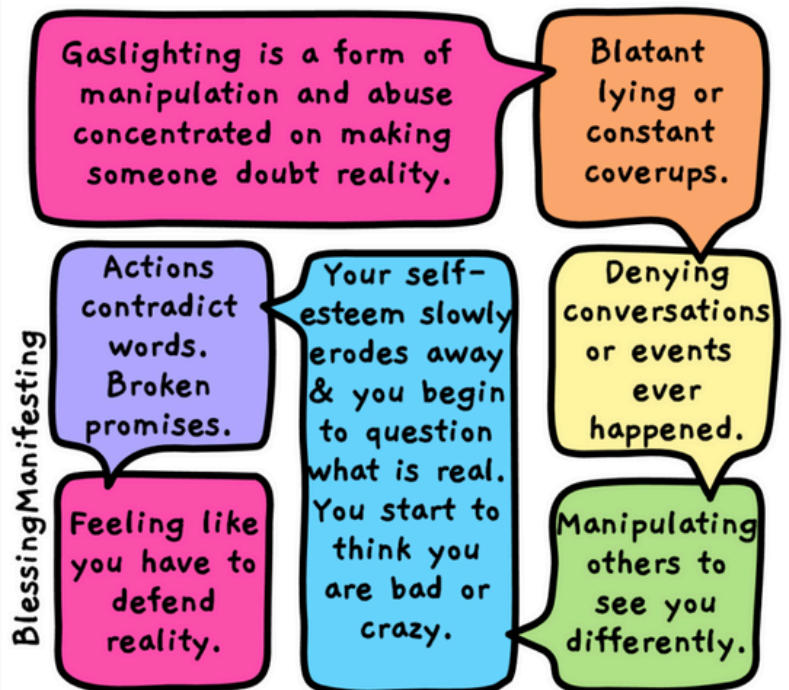 Gaslighting is a form of
manipulation and abuse
concentrated on making
someone doubt reality.
Blatant
lying or
constant
coverups.
Denying
conversations
or events
ever
happened.
Manipulating
others to
see you
differently.
Your self-
esteem slowly
erodes away
& you begin
to question
what is real.
You start to
think you
are bad or
crazy.
Actions
contradict
words.
Broken
promises.
Feeling like
you have to
defend
reality.
BlessingManifesting